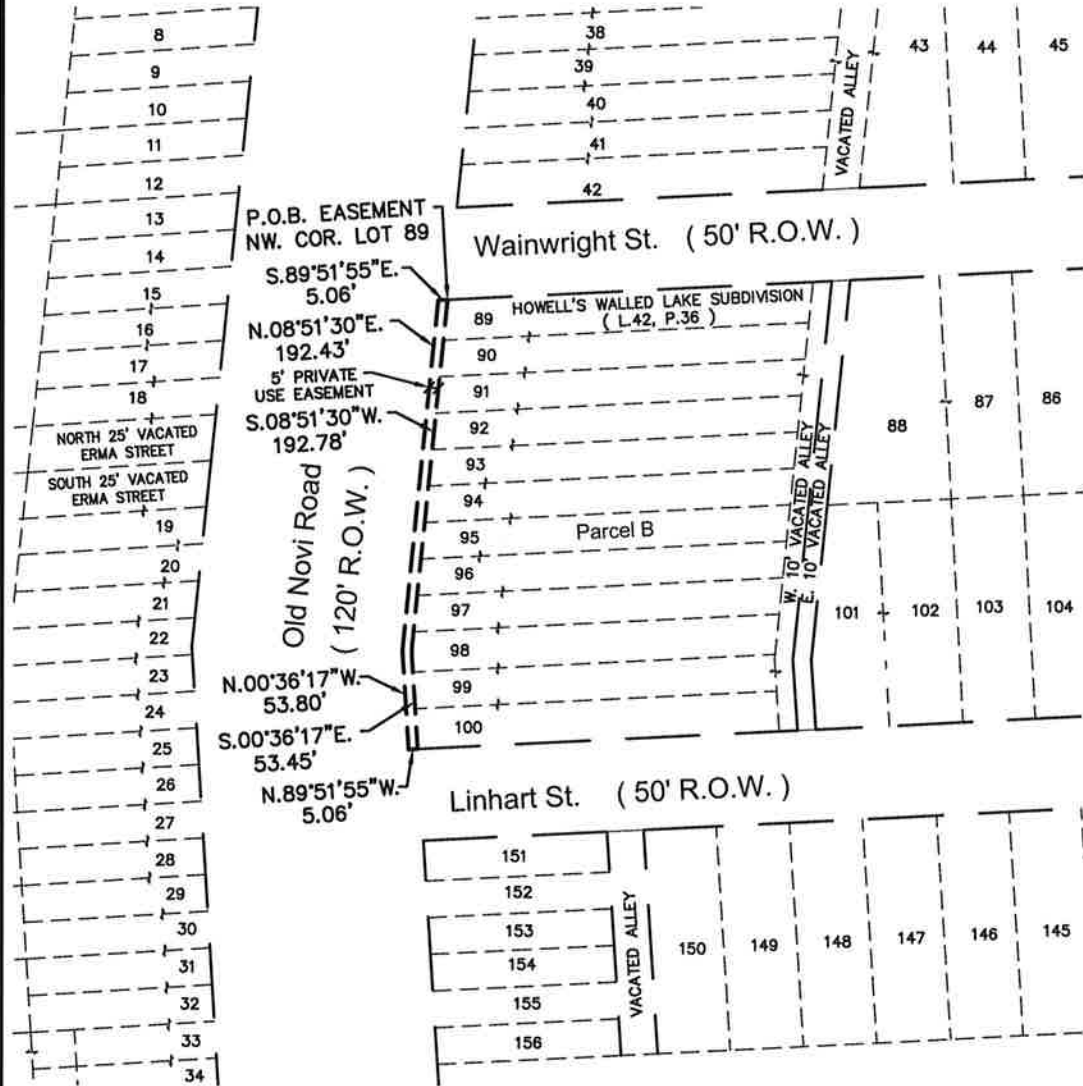 8
9
10
11
12
13
14
15
16
17
18
NORTH 25' VACATED
ERMA STREET
SOUTH 25' VACATED
ERMA STREET
19
20
21
22
23
24
25
26
27
28
29
30
31
32
33
34
38
39
40
41
42
VACATED ALLEY
43
44
45
P.O.B. EASEMENT
NW. COR. LOT 89
S.89°51'55"E.
5.06'
N.08°51'30"E.
192.43'
5' PRIVATE
USE EASEMENT
S.08°51'30"W.
192.78'
Old Novi Road
( 120' R.O.W. )
N.00°36'17"W.
53.80'
S.00°36'17"E.
53.45'
N.89°51'55"W.
5.06'
Wainwright St. ( 50' R.O.W. )
HOWELL'S WALLED LAKE SUBDIVISION
( L.42, P.36 )
89
90
91
92
93
94
95
Parcel B
96
97
98
99
100
W. 10' VACATED ALLEY
E. 10' VACATED ALLEY
88
87
86
101
102
103
104
Linhart St. ( 50' R.O.W. )
151
152
153
154
155
156
VACATED ALLEY
150
149
148
147
146
145